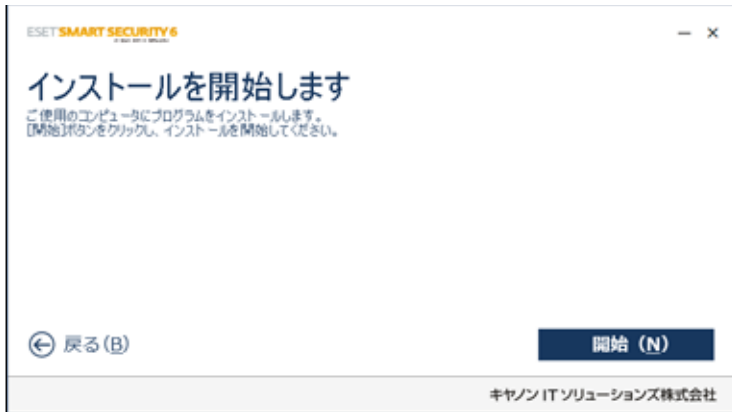 ESET SMART SECURITY 6
インストールを開始します
ご使用のコンピュータにプログラムをインストールします。
[開始]ボタンをクリックし、インストールを開始してください。
戻る(B)
開始（N）
キヤノン ITソリューションズ株式会社